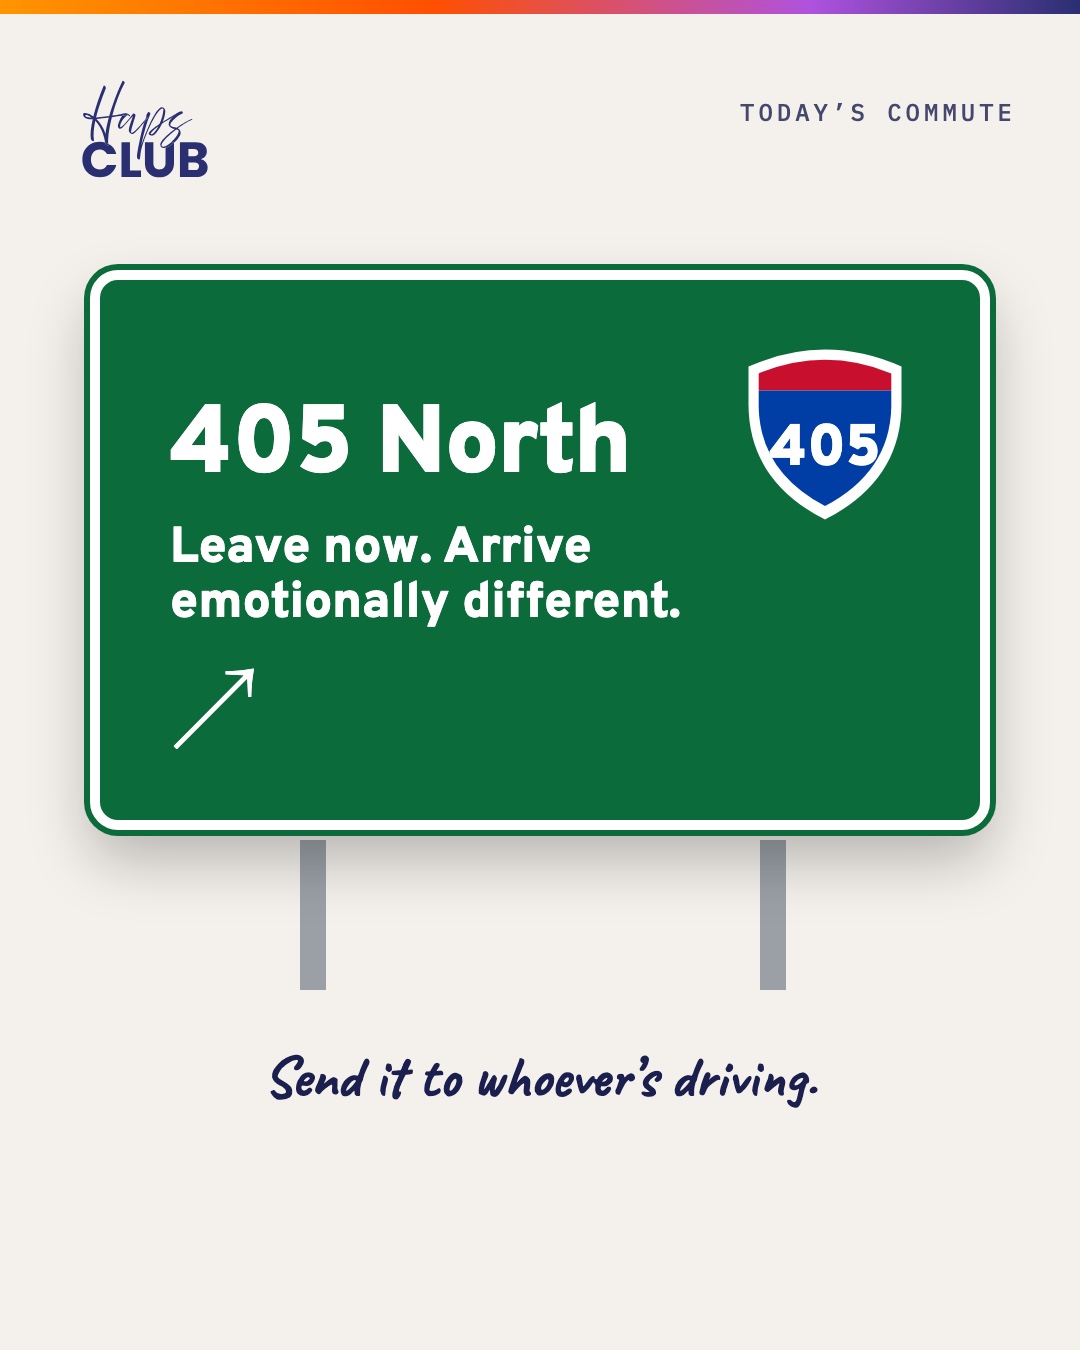 Haps
CLUB
TODAY’S COMMUTE
405 North
405
Leave now. Arrive
emotionally different.
Send it to whoever’s driving.